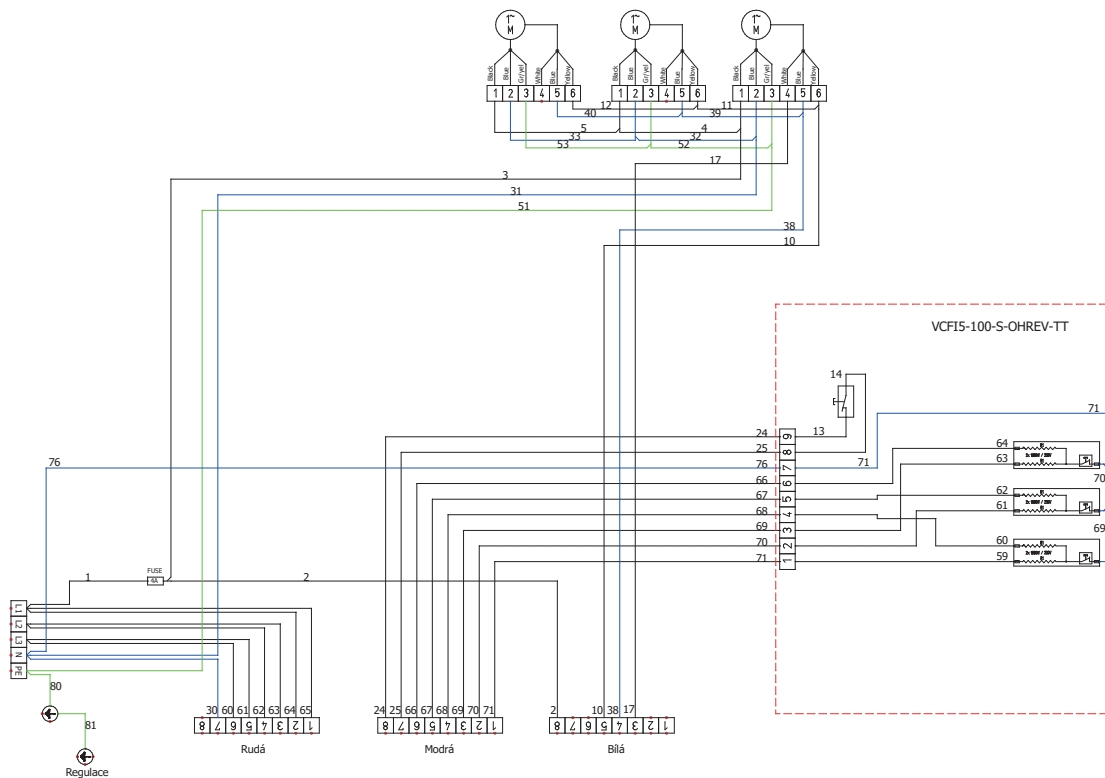 1~ M
1~ M
1~ M
Black Blue Gr/yel White Blue Yellow
Black Blue Gr/yel White Blue Yellow
Black Blue Gr/yel White Blue Yellow
1 2 3 4 5 6
1 2 3 4 5 6
1 2 3 4 5 6
12 11
40 39
5 4
33 32
53 52
17
3
31
51
38
10
VCFI5-100-S-OHREV-TT
14
71
24 9 13
25 8
76
76 7 71
66 6
67 5
68 4
69 3
70 2
71 1
64
63
70
62
61
69
60
59
1
FUSE
4A
2
L1
L2
L3
N
PE
80
81
Regulace
30 60 61 62 63 64 65
8 7 6 5 4 3 2 1
Rudá
24 25 66 67 68 69 70 71
8 7 6 5 4 3 2 1
Modrá
2 10 38 17
8 7 6 5 4 3 2 1
Bílá